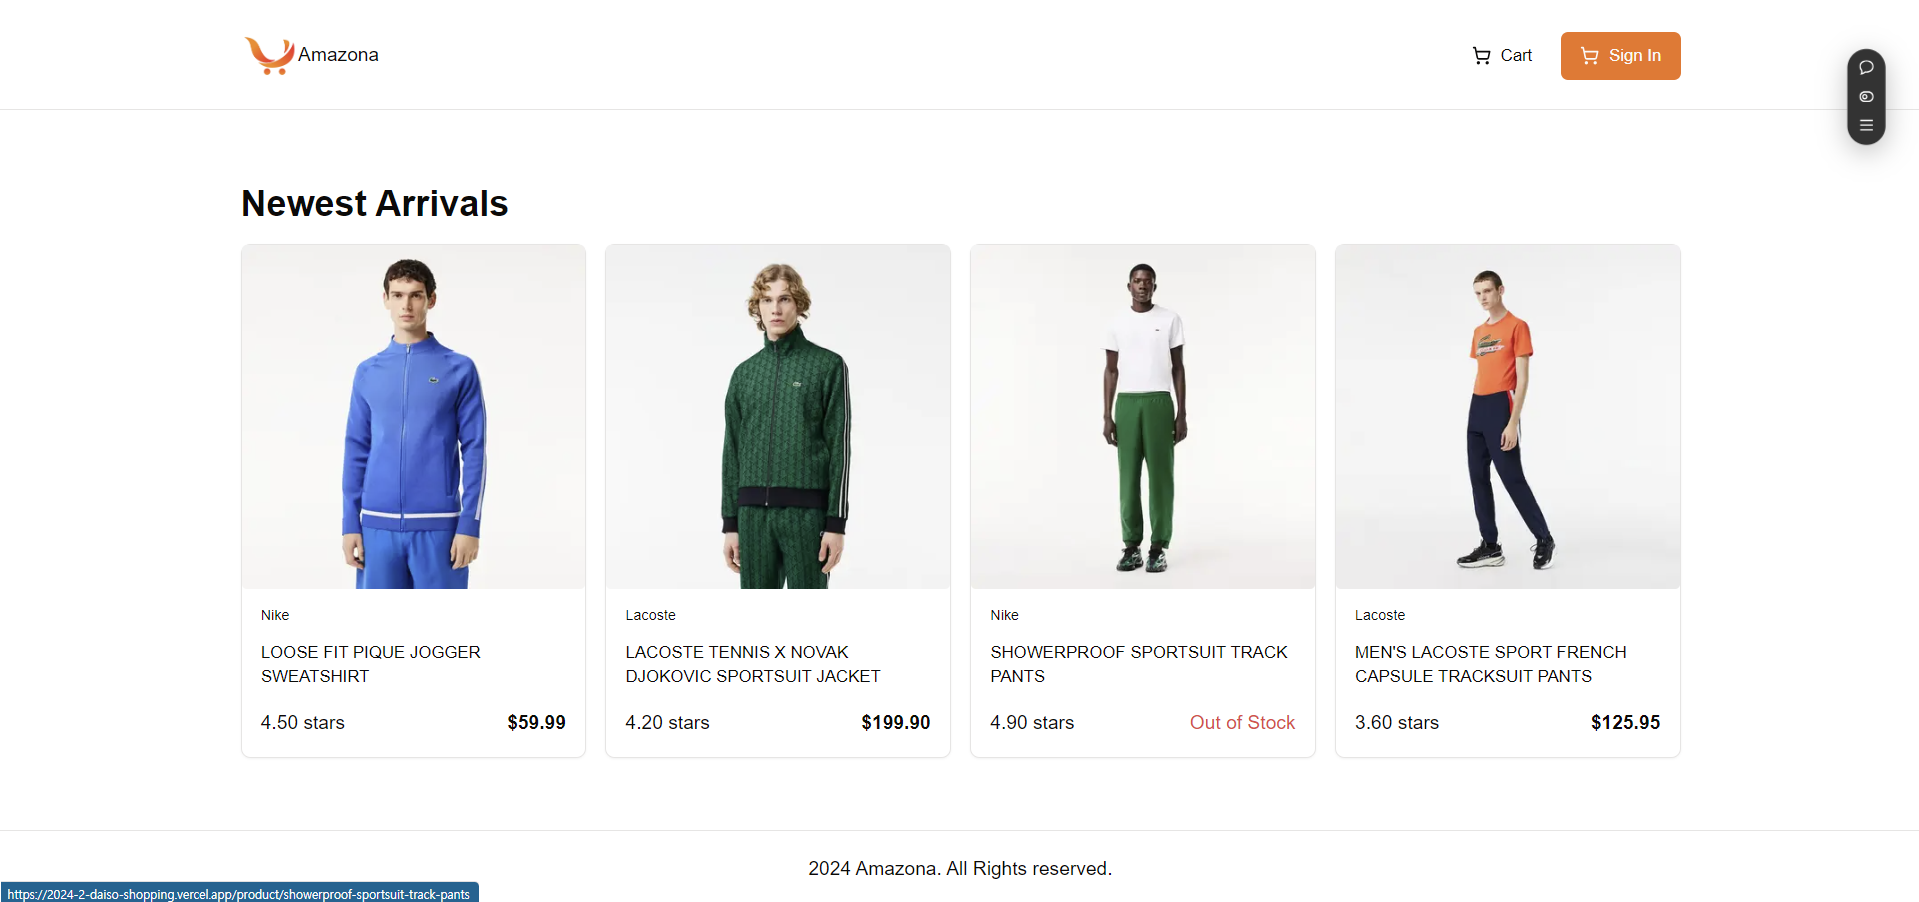 Amazona
Cart
Sign In
Newest Arrivals
Nike
LOOSE FIT PIQUE JOGGER
SWEATSHIRT
4.50 stars
$59.99
Lacoste
LACOSTE TENNIS X NOVAK
DJOKOVIC SPORTSUIT JACKET
4.20 stars
$199.90
Nike
SHOWERPROOF SPORTSUIT TRACK
PANTS
4.90 stars
Out of Stock
Lacoste
MEN'S LACOSTE SPORT FRENCH
CAPSULE TRACKSUIT PANTS
3.60 stars
$125.95
2024 Amazona. All Rights reserved.
https://2024-2-daiso-shopping.vercel.app/product/showerproof-sportsuit-track-pants